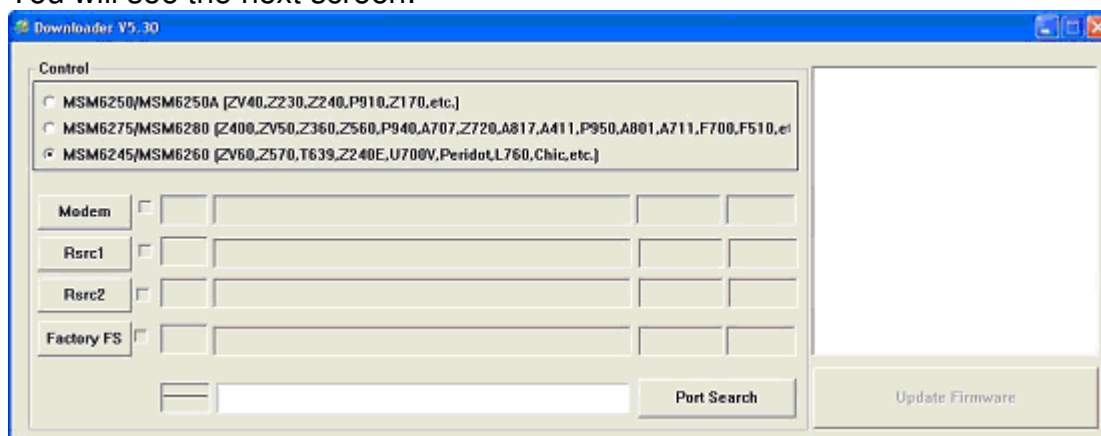 You will see the next screen.
Downloader V5.30
Control
MSM6250/MSM6250A (ZV40,Z230,Z240,P910,Z170,etc.)
MSM6275/MSM6280 (Z400,ZV50,Z360,Z560,P940,A707,Z720,A817,A411,P950,A801,A711,F700,F510,et
MSM6245/MSM6260 (ZV60,Z570,T639,Z240E,U700V,Peridot,L760,Chic,etc.)
Modem
Rsrc1
Rsrc2
Factory FS
Port Search
Update Firmware